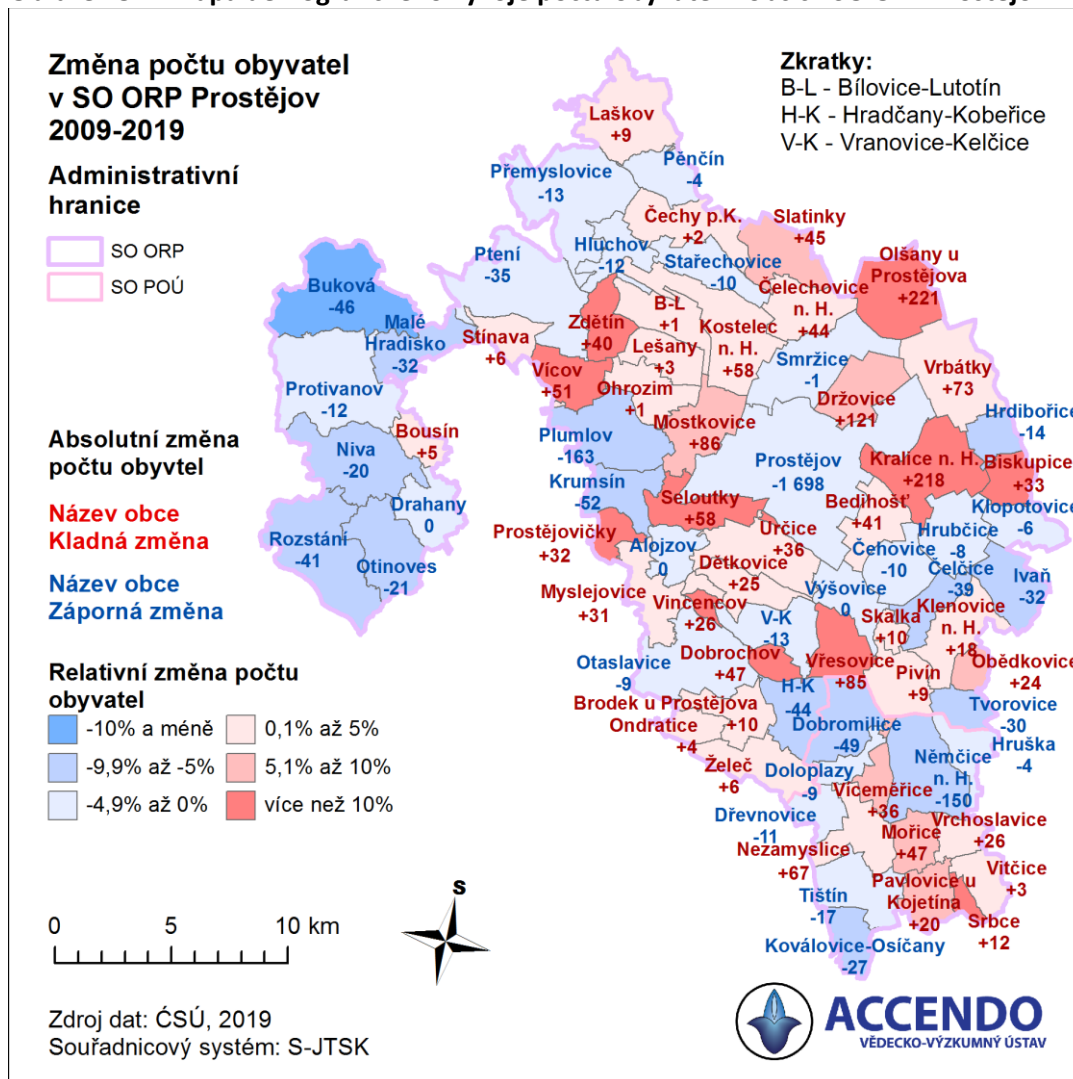 Změna počtu obyvatel
v SO ORP Prostějov
2009-2019
Administrativní
hranice
SO ORP
SO POÚ
Absolutní změna
počtu obyvtel
Název obce
Kladná změna
Název obce
Záporná změna
Relativní změna počtu
obyvatel
-10% a méně
-9,9% až -5%
-4,9% až 0%
0,1% až 5%
5,1% až 10%
více než 10%
0 5 10 km
Zdroj dat: ČSÚ, 2019
Souřadnicový systém: S-JTSK
Zkratky:
B-L - Bílovice-Lutotín
H-K - Hradčany-Kobeřice
V-K - Vranovice-Kelčice
Laškov
+9
Pěnčín
-4
Přemyslovice
-13
Čechy p.K.
+2
Slatinky
+45
Hluchov
-12
Stařechovice
-10
Ptení
-35
Olšany u
Prostějova
+221
Čelechovice
n. H.
+44
Buková
-46
Malé
Hradisko
-32
Stínava
+6
Zdětín
+40
B-L
+1
Kostelec
n. H.
+58
Lešany
+3
Smržice
-1
Vrbátky
+73
Vícov
+51
Ohrozim
+1
Držovice
+121
Protivanov
-12
Hrdibořice
-14
Mostkovice
+86
Bousín
+5
Plumlov
-163
Niva
-20
Prostějov
-1 698
Kralice n. H.
+218
Biskupice
+33
Krumsín
-52
Seloutky
+58
Bedihošť
+41
Klopotovice
-6
Drahany
0
Rozstání
-41
Otinoves
-21
Prostějovičky
+32
Alojzov
0
Určice
+36
Hrubčice
-8
Čehovice
-10
Dětkovice
+25
Čelčice
-39
Ivaň
-32
Myslejovice
+31
Výšovice
0
Vincencov
+26
V-K
-13
Skalka
+10
Klenovice
n. H.
+18
Otaslavice
-9
Dobrochov
+47
Vřesovice
+85
Pivín
+9
Obědkovice
+24
H-K
-44
Tvorovice
-30
Brodek u Prostějova
+10
Ondratice
+4
Dobromilice
-49
Hruška
-4
Němčice
n. H.
-150
Želeč
+6
Doloplazy
-9
Víceměřice
+36
Dřevnovice
-11
Vrchoslavice
+26
Mořice
+47
Nezamyslice
+67
Vitčice
+3
Pavlovice u
Kojetína
+20
Tištín
-17
Srbce
+12
Koválovice-Osíčany
-27
S
ACCENDO
VĚDECKO-VÝZKUMNÝ ÚSTAV